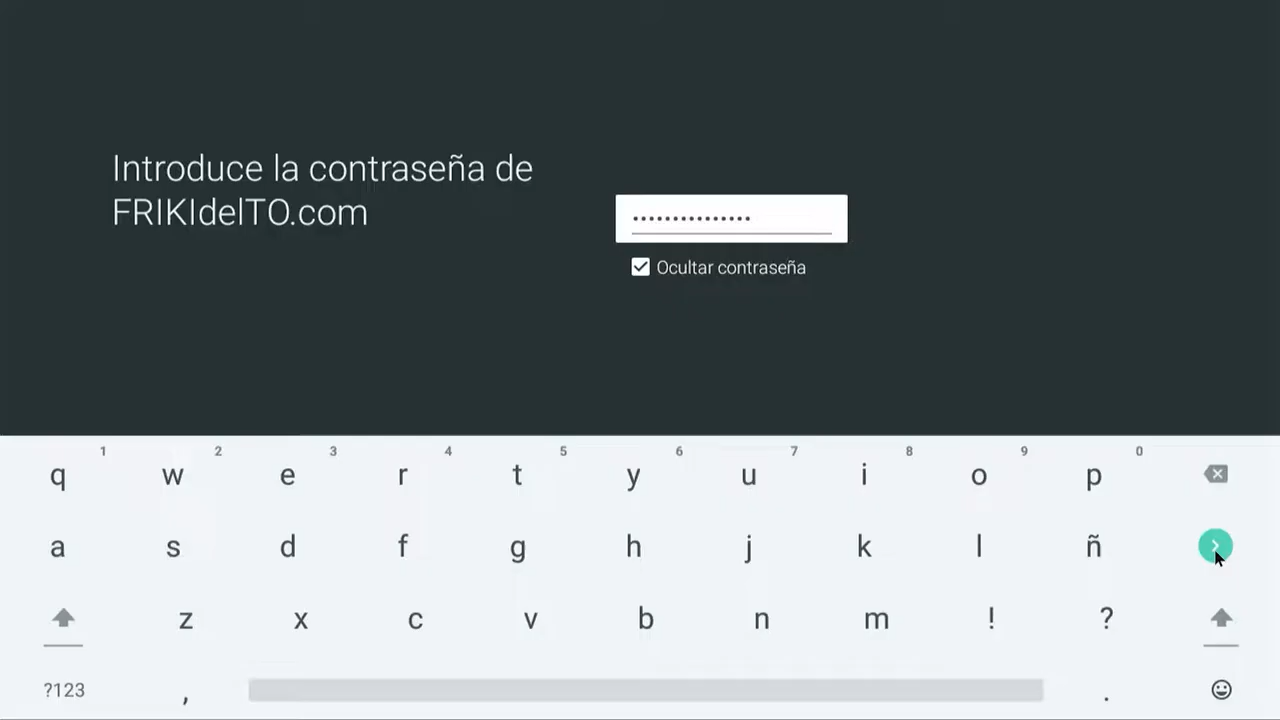 Introduce la contraseña de
FRIKIdelTO.com
•••••••••••••••
Ocultar contraseña
1 2 3 4 5 6 7 8 9 0
q w e r t y u i o p
a s d f g h j k l ñ
z x c v b n m ! ?
?123 , .